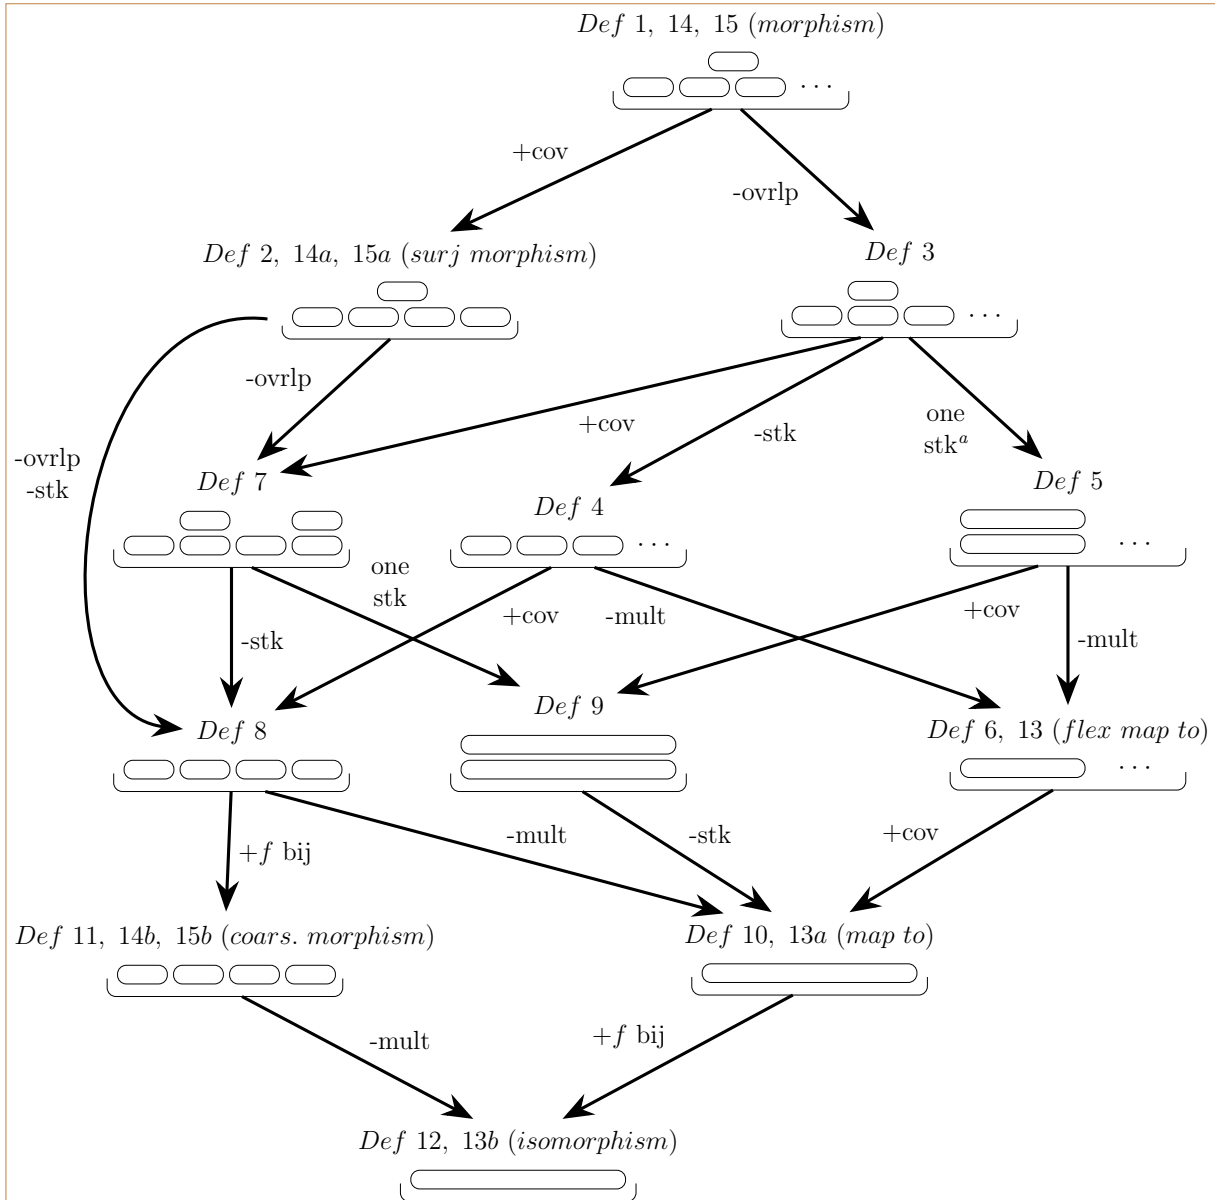 Def 1, 14, 15 (morphism)
· · ·
+cov
-ovrlp
Def 2, 14a, 15a (surj morphism)
Def 3
· · ·
-ovrlp
+cov
-stk
one
stk^a
-ovrlp
-stk
Def 7
Def 4
Def 5
· · ·
· · ·
one
stk
-stk
+cov
-mult
+cov
-mult
Def 8
Def 9
Def 6, 13 (flex map to)
· · ·
+f bij
-mult
-stk
+cov
Def 11, 14b, 15b (coars. morphism)
Def 10, 13a (map to)
-mult
+f bij
Def 12, 13b (isomorphism)